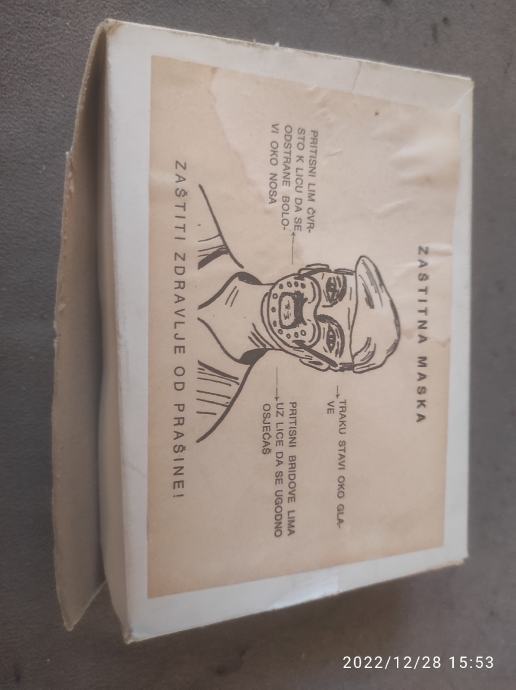 ZAŠTITNA MASKA
TRAKU STAVI OKO GLA-
VE
PRITISNI LIM ČVR-
STO K LICU DA SE
ODSTRANE BOLO-
VI OKO NOSA
PRITISNI BRIDOVE LIMA
UZ LICE DA SE UGODNO
OSJEĆAŠ
ZAŠTITI ZDRAVLJE OD PRAŠINE!
2022/12/28 15:53